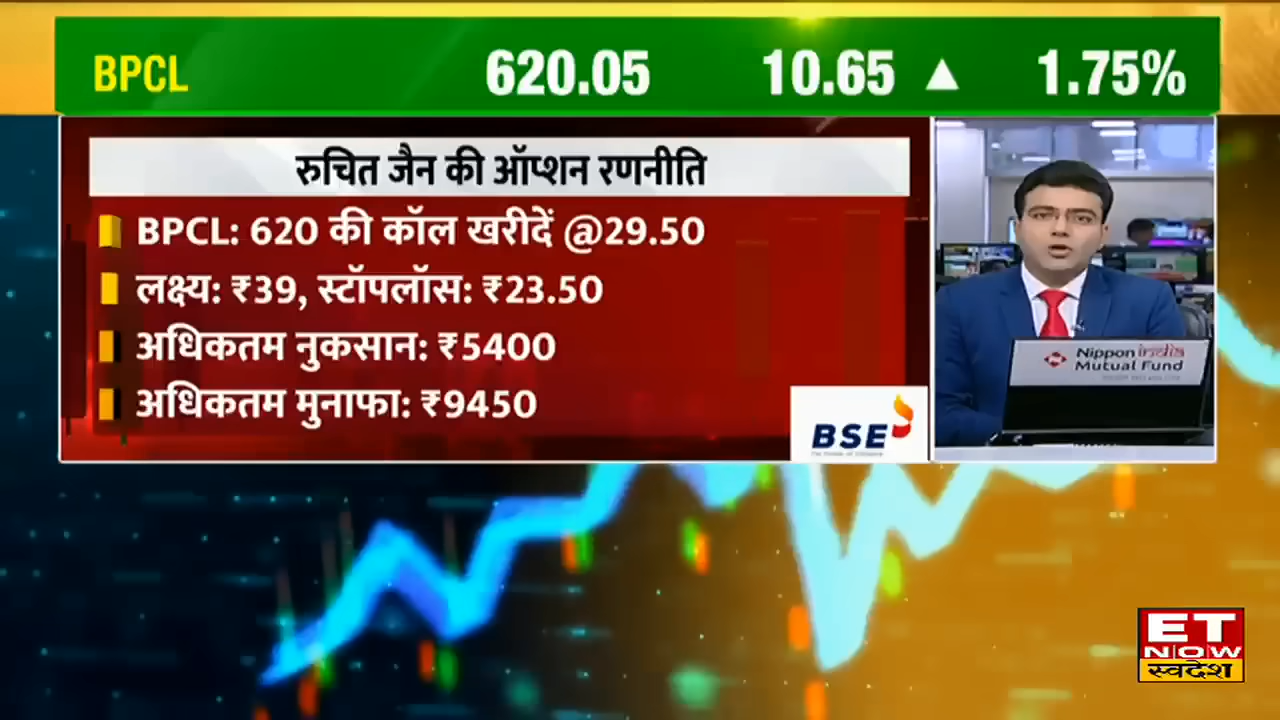 BPCL 620.05 10.65 ▲ 1.75%
रुचित जैन की ऑप्शन रणनीति
BPCL: 620 की कॉल खरीदें @29.50
लक्ष्य: ₹39, स्टॉपलॉस: ₹23.50
अधिकतम नुकसान: ₹5400
अधिकतम मुनाफा: ₹9450
BSE
Nippon india
Mutual Fund
ET
NOW
स्वदेश